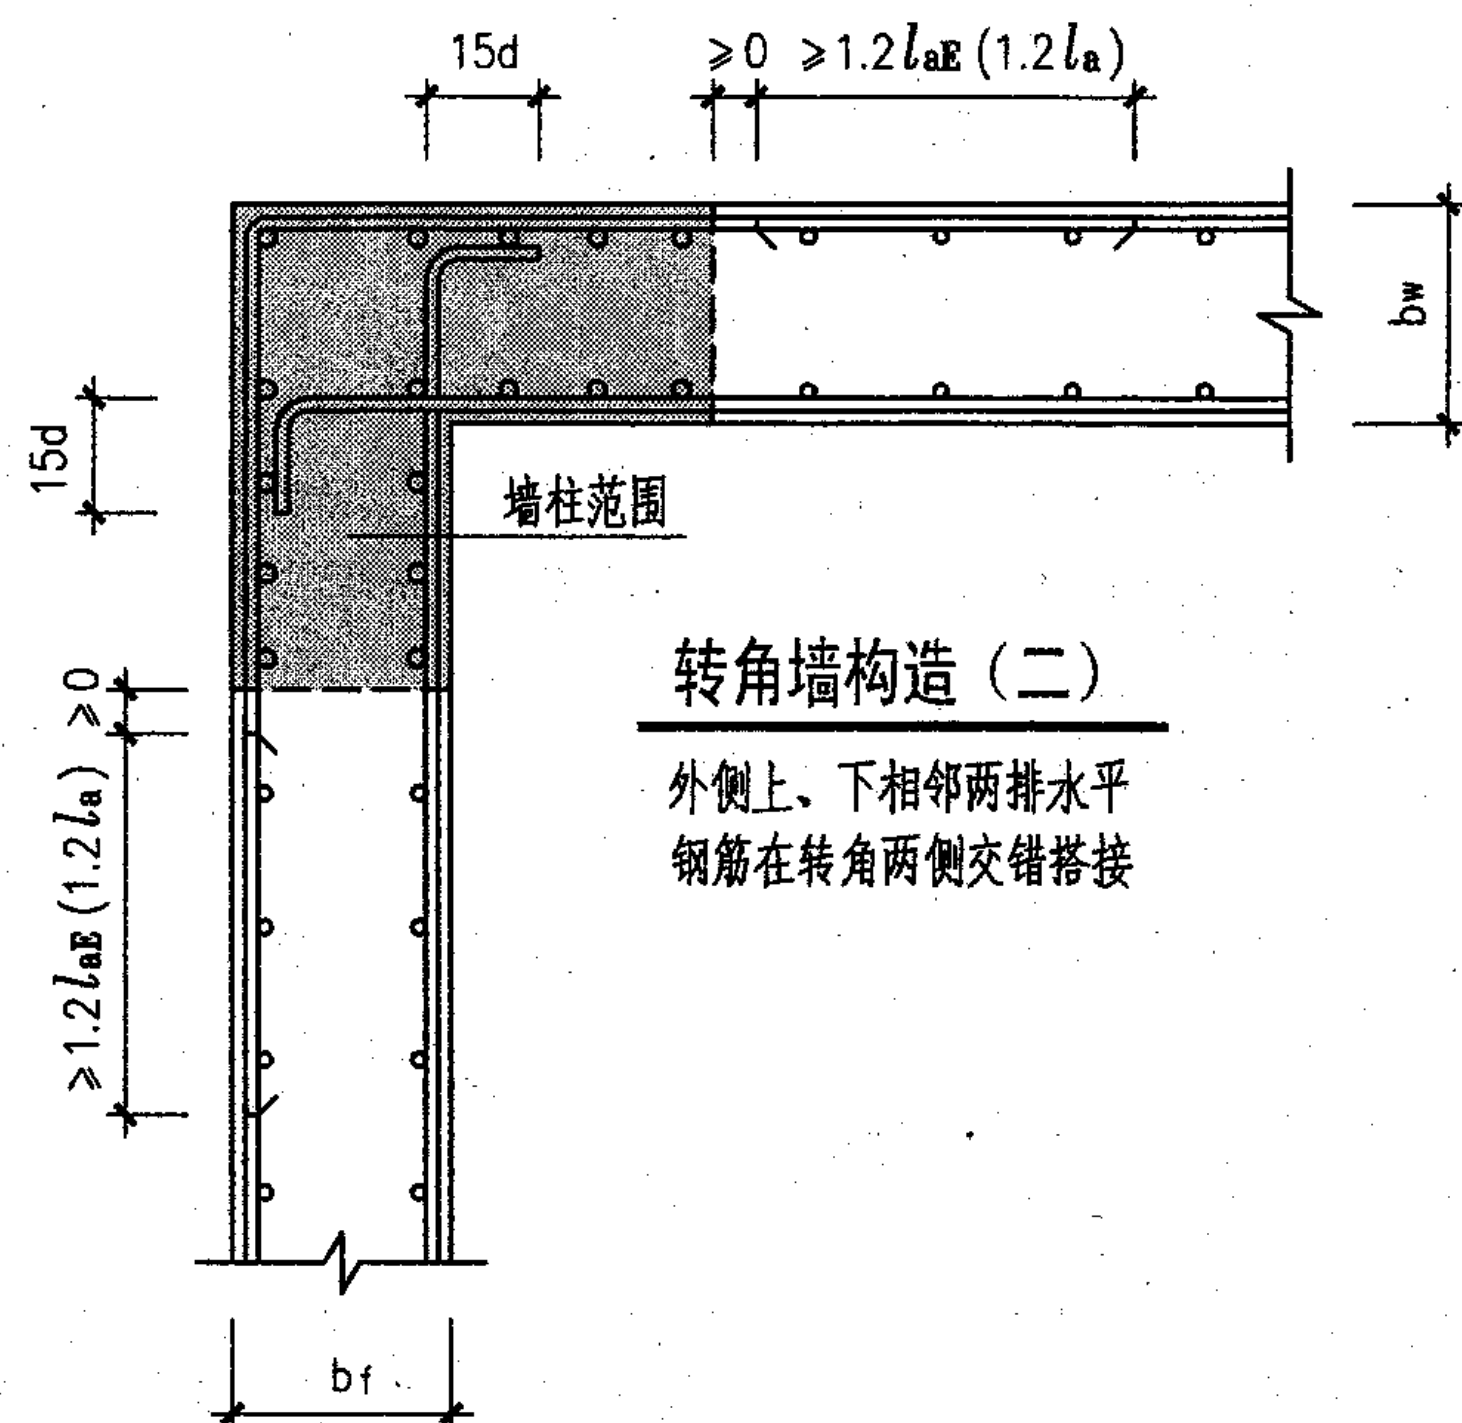 15d
≥0 ≥1.2laE(1.2la)
bw
15d
墙柱范围
≥0
≥1.2laE(1.2la)
转角墙构造(二)
外侧上、下相邻两排水平
钢筋在转角两侧交错搭接
bf